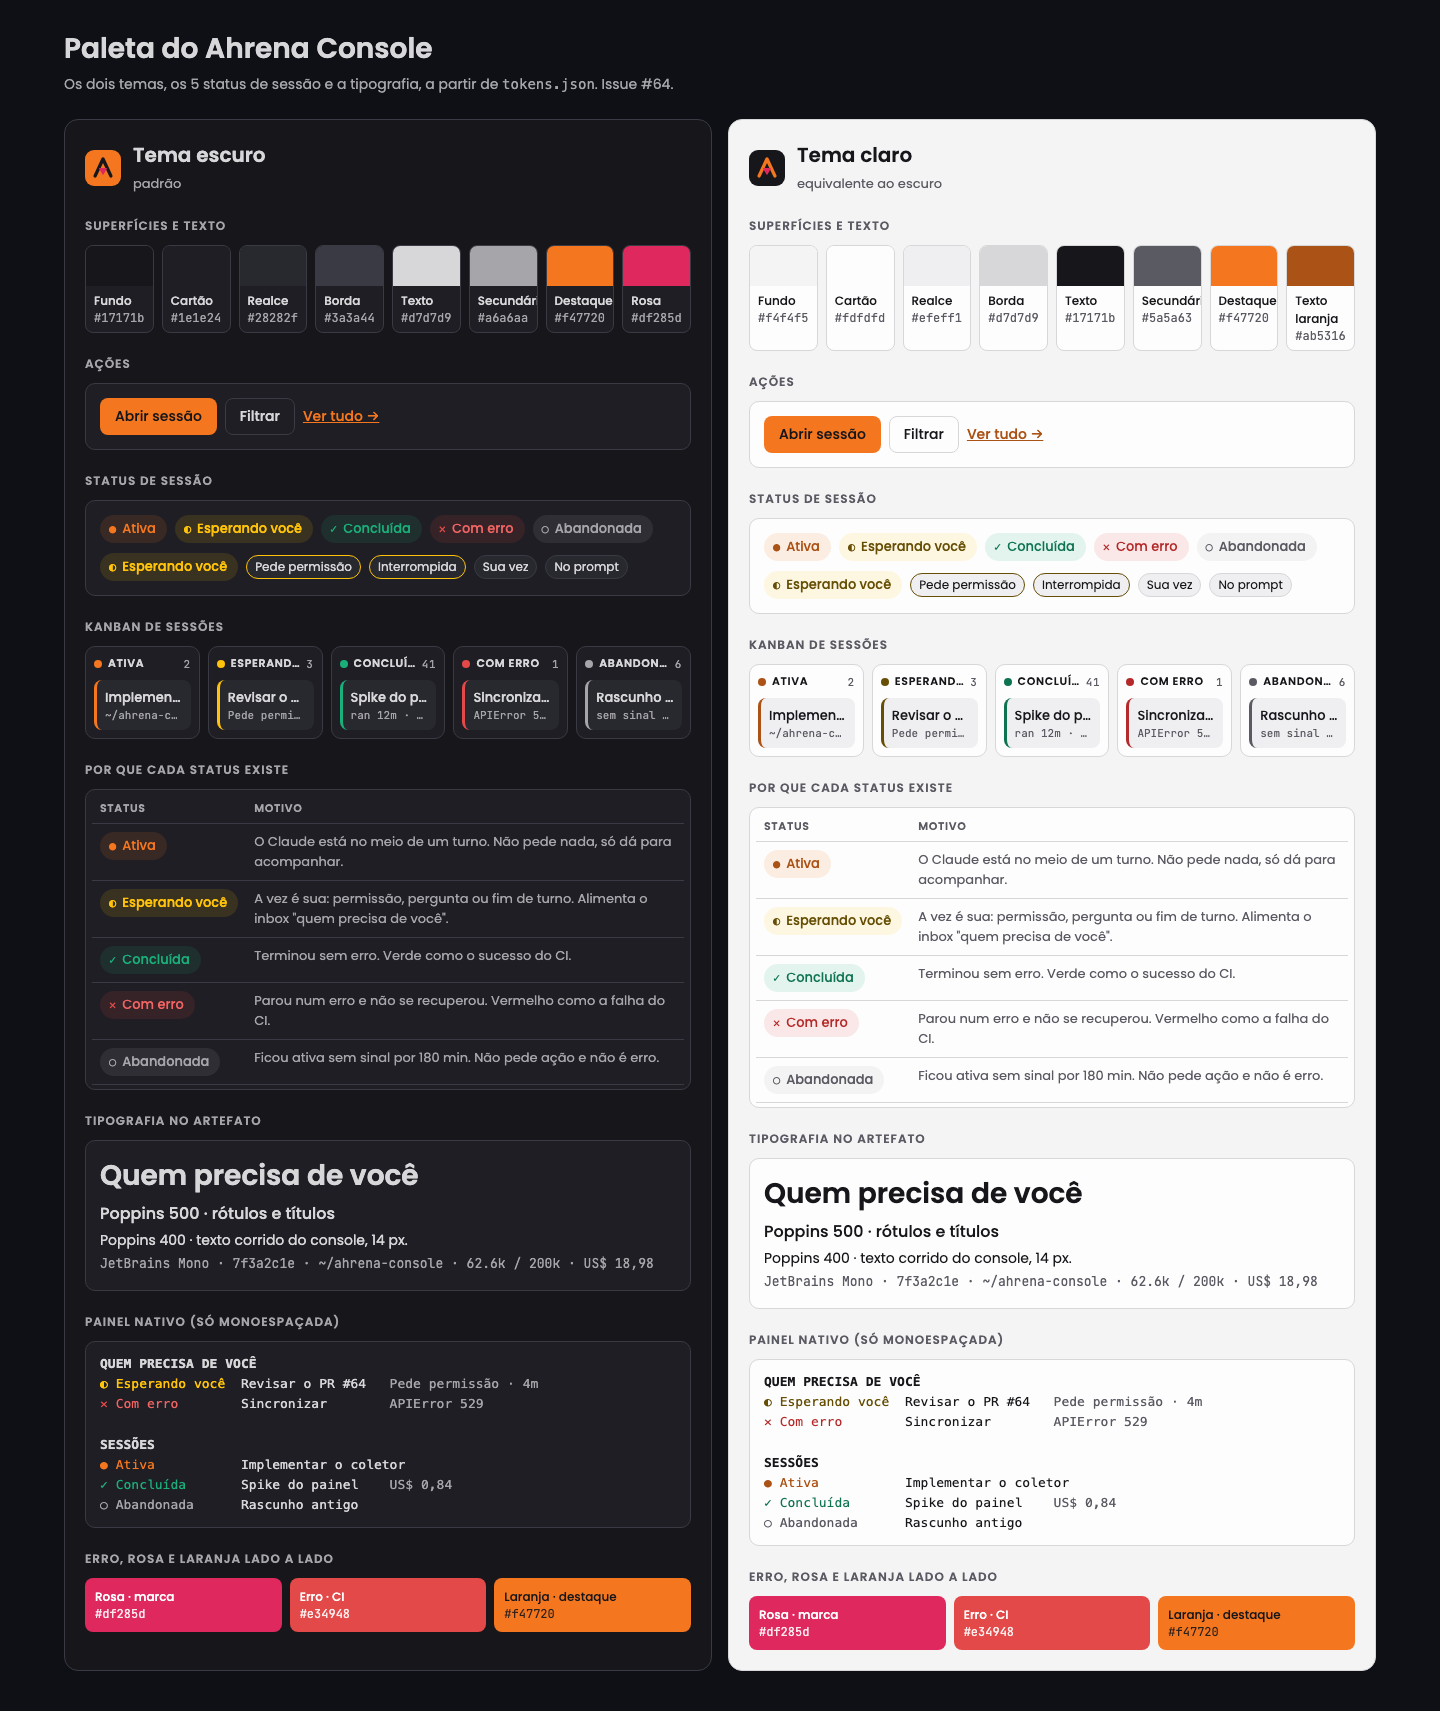 Paleta do Ahrena Console
Os dois temas, os 5 status de sessão e a tipografia, a partir de tokens.json. Issue #64.
Tema escuro
padrão
SUPERFÍCIES E TEXTO
Fundo
#17171b
Cartão
#1e1e24
Realce
#28282f
Borda
#3a3a44
Texto
#d7d7d9
Secundár
#a6a6aa
Destaque
#f47720
Rosa
#df285d
AÇÕES
Abrir sessão
Filtrar
Ver tudo →
STATUS DE SESSÃO
● Ativa
◐ Esperando você
✓ Concluída
✕ Com erro
○ Abandonada
◐ Esperando você
Pede permissão
Interrompida
Sua vez
No prompt
KANBAN DE SESSÕES
ATIVA 2
Implemen…
~/ahrena-c…
ESPERAND… 3
Revisar o …
Pede permi…
CONCLUÍ… 41
Spike do p…
ran 12m · …
COM ERRO 1
Sincroniza…
APIError 5…
ABANDON… 6
Rascunho …
sem sinal …
POR QUE CADA STATUS EXISTE
STATUS MOTIVO
● Ativa
O Claude está no meio de um turno. Não pede nada, só dá para
acompanhar.
◐ Esperando você
A vez é sua: permissão, pergunta ou fim de turno. Alimenta o
inbox "quem precisa de você".
✓ Concluída
Terminou sem erro. Verde como o sucesso do CI.
✕ Com erro
Parou num erro e não se recuperou. Vermelho como a falha do
CI.
○ Abandonada
Ficou ativa sem sinal por 180 min. Não pede ação e não é erro.
TIPOGRAFIA NO ARTEFATO
Quem precisa de você
Poppins 500 · rótulos e títulos
Poppins 400 · texto corrido do console, 14 px.
JetBrains Mono · 7f3a2c1e · ~/ahrena-console · 62.6k / 200k · US$ 18,98
PAINEL NATIVO (SÓ MONOESPAÇADA)
QUEM PRECISA DE VOCÊ
◐ Esperando você Revisar o PR #64 Pede permissão · 4m
✕ Com erro Sincronizar APIError 529
SESSÕES
● Ativa Implementar o coletor
✓ Concluída Spike do painel US$ 0,84
○ Abandonada Rascunho antigo
ERRO, ROSA E LARANJA LADO A LADO
Rosa · marca
#df285d
Erro · CI
#e34948
Laranja · destaque
#f47720
Tema claro
equivalente ao escuro
SUPERFÍCIES E TEXTO
Fundo
#f4f4f5
Cartão
#fdfdfd
Realce
#efeff1
Borda
#d7d7d9
Texto
#17171b
Secundár
#5a5a63
Destaque
#f47720
Texto
laranja
#ab5316
AÇÕES
Abrir sessão
Filtrar
Ver tudo →
STATUS DE SESSÃO
● Ativa
◐ Esperando você
✓ Concluída
✕ Com erro
○ Abandonada
◐ Esperando você
Pede permissão
Interrompida
Sua vez
No prompt
KANBAN DE SESSÕES
ATIVA 2
Implemen…
~/ahrena-c…
ESPERAND… 3
Revisar o …
Pede permi…
CONCLUÍ… 41
Spike do p…
ran 12m · …
COM ERRO 1
Sincroniza…
APIError 5…
ABANDON… 6
Rascunho …
sem sinal …
POR QUE CADA STATUS EXISTE
STATUS MOTIVO
● Ativa
O Claude está no meio de um turno. Não pede nada, só dá para
acompanhar.
◐ Esperando você
A vez é sua: permissão, pergunta ou fim de turno. Alimenta o
inbox "quem precisa de você".
✓ Concluída
Terminou sem erro. Verde como o sucesso do CI.
✕ Com erro
Parou num erro e não se recuperou. Vermelho como a falha do
CI.
○ Abandonada
Ficou ativa sem sinal por 180 min. Não pede ação e não é erro.
TIPOGRAFIA NO ARTEFATO
Quem precisa de você
Poppins 500 · rótulos e títulos
Poppins 400 · texto corrido do console, 14 px.
JetBrains Mono · 7f3a2c1e · ~/ahrena-console · 62.6k / 200k · US$ 18,98
PAINEL NATIVO (SÓ MONOESPAÇADA)
QUEM PRECISA DE VOCÊ
◐ Esperando você Revisar o PR #64 Pede permissão · 4m
✕ Com erro Sincronizar APIError 529
SESSÕES
● Ativa Implementar o coletor
✓ Concluída Spike do painel US$ 0,84
○ Abandonada Rascunho antigo
ERRO, ROSA E LARANJA LADO A LADO
Rosa · marca
#df285d
Erro · CI
#e34948
Laranja · destaque
#f47720